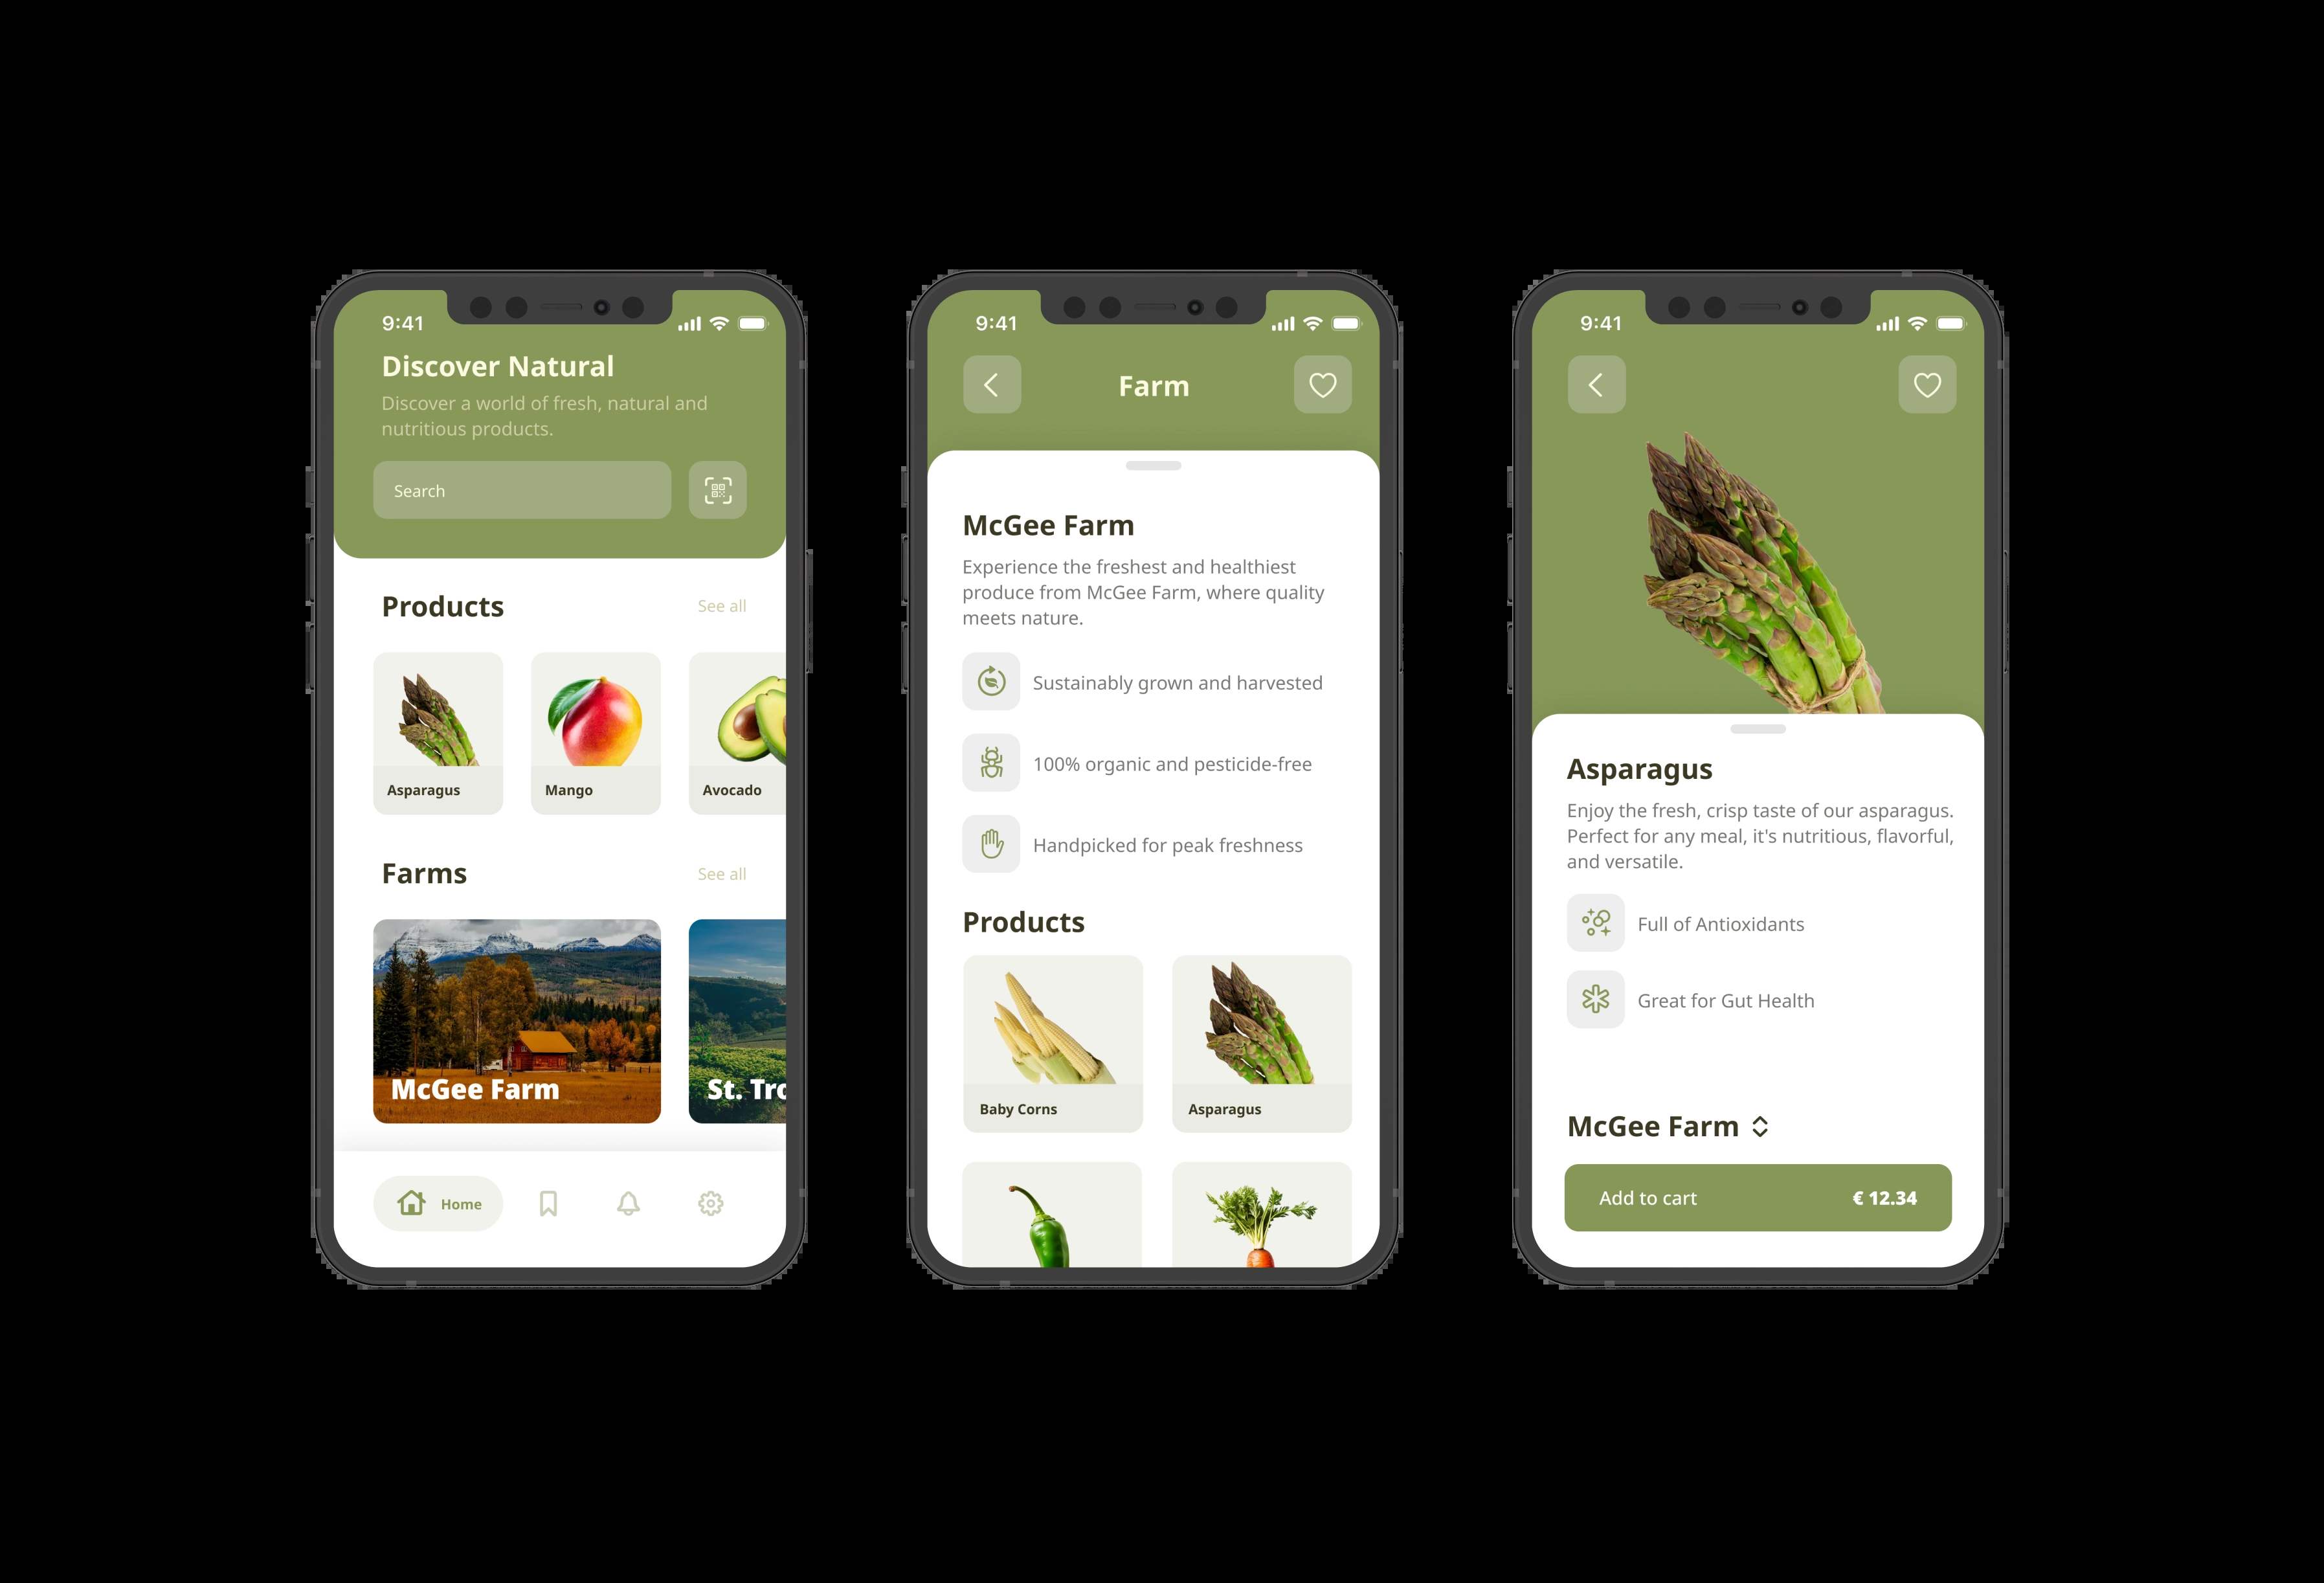 9:41
Discover Natural
Discover a world of fresh, natural and
nutritious products.
Search
Products
See all
Asparagus
Mango
Avocado
Farms
See all
McGee Farm
St. Tro
Home
9:41
Farm
McGee Farm
Experience the freshest and healthiest
produce from McGee Farm, where quality
meets nature.
Sustainably grown and harvested
100% organic and pesticide-free
Handpicked for peak freshness
Products
Baby Corns
Asparagus
9:41
Asparagus
Enjoy the fresh, crisp taste of our asparagus.
Perfect for any meal, it's nutritious, flavorful,
and versatile.
Full of Antioxidants
Great for Gut Health
McGee Farm
Add to cart
€ 12.34